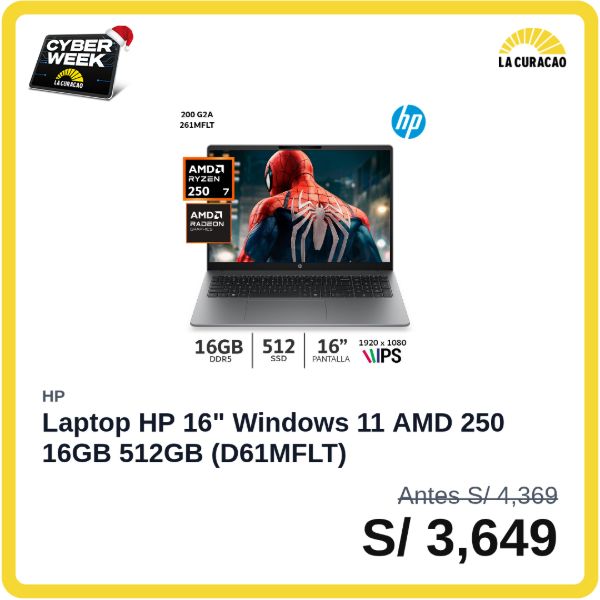 CYBER
WEEK
LA CURACAO
LA CURACAO
200 G2A
261MFLT
hp
AMD
RYZEN
250 7
AMD
RADEON
GRAPHICS
16GB
DDR5
512
SSD
16”
PANTALLA
1920 x 1080
IPS
HP
Laptop HP 16" Windows 11 AMD 250
16GB 512GB (D61MFLT)
Antes S/ 4,369
S/ 3,649